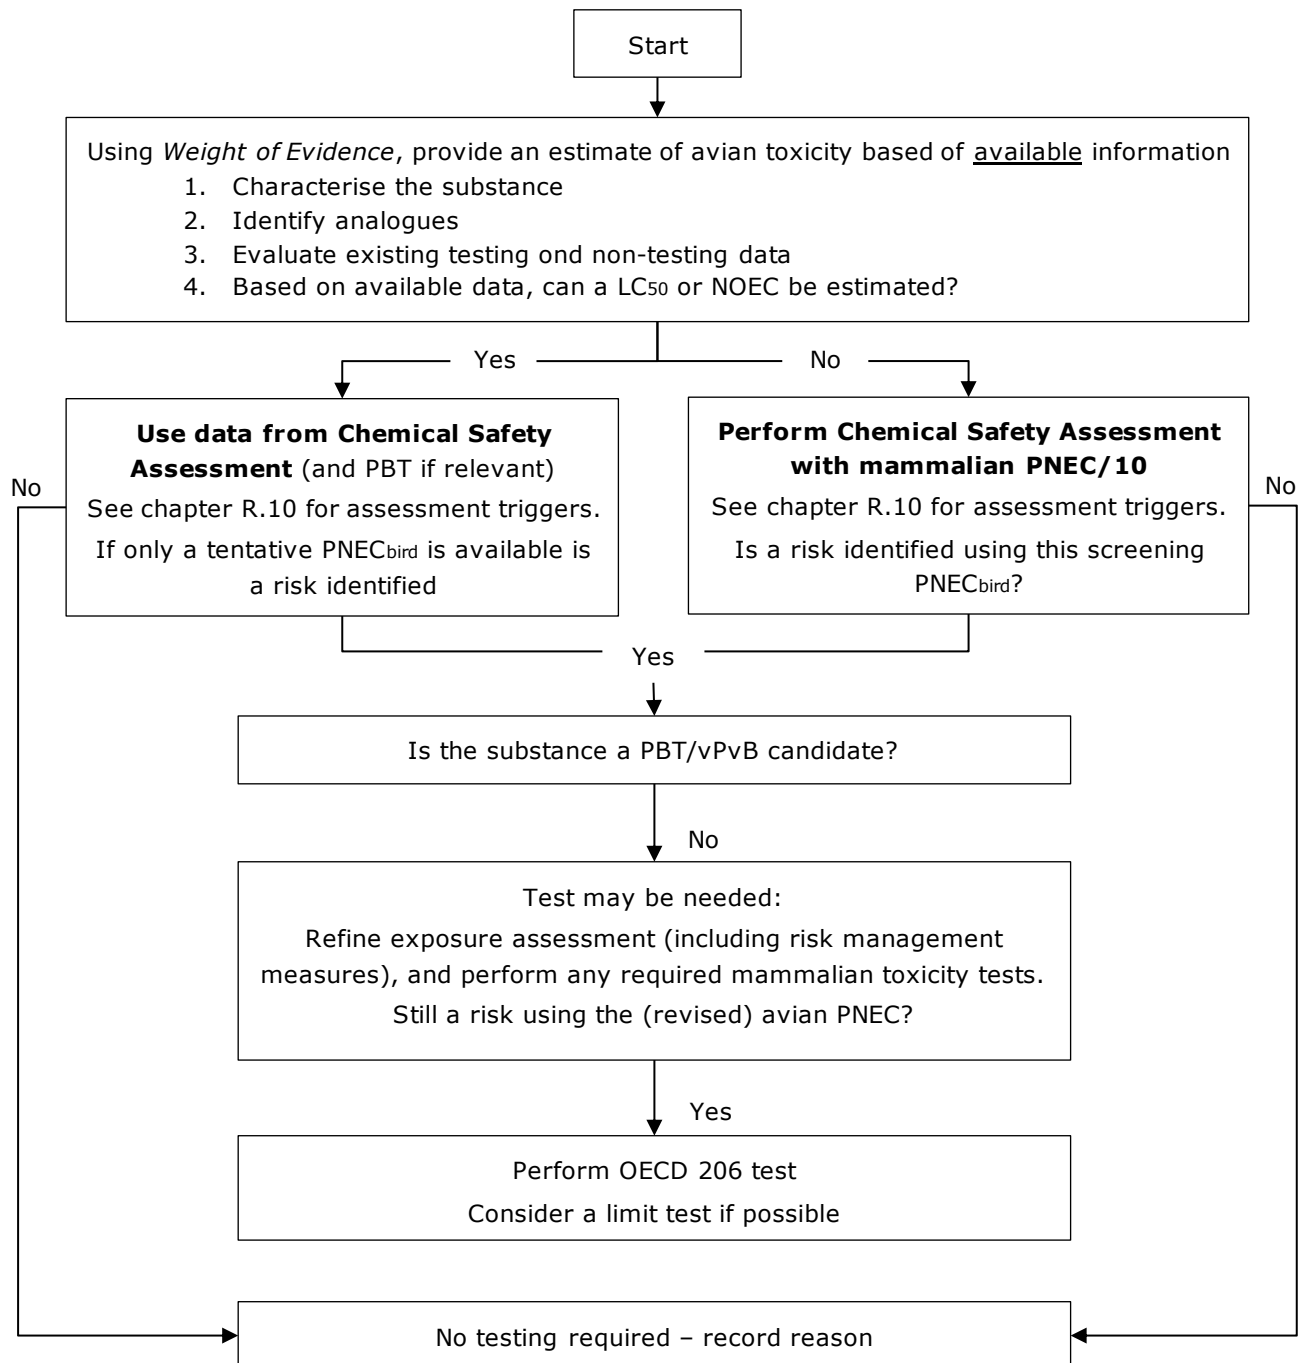 Start
Using Weight of Evidence, provide an estimate of avian toxicity based of available information
1. Characterise the substance
2. Identify analogues
3. Evaluate existing testing ond non-testing data
4. Based on available data, can a LC50 or NOEC be estimated?
Yes
No
Use data from Chemical Safety
Assessment (and PBT if relevant)
See chapter R.10 for assessment triggers.
If only a tentative PNECbird is available is
a risk identified
Perform Chemical Safety Assessment
with mammalian PNEC/10
See chapter R.10 for assessment triggers.
Is a risk identified using this screening
PNECbird?
No
No
Yes
Is the substance a PBT/vPvB candidate?
No
Test may be needed:
Refine exposure assessment (including risk management
measures), and perform any required mammalian toxicity tests.
Still a risk using the (revised) avian PNEC?
Yes
Perform OECD 206 test
Consider a limit test if possible
No testing required – record reason